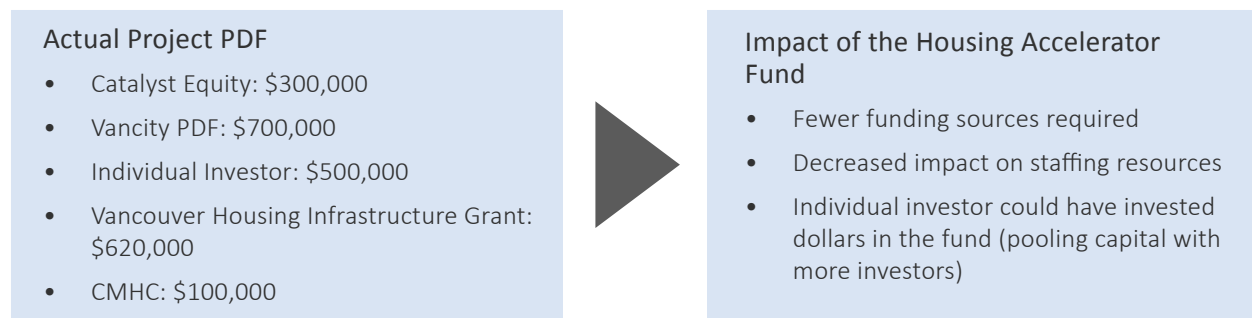 Actual Project PDF
• Catalyst Equity: $300,000
• Vancity PDF: $700,000
• Individual Investor: $500,000
• Vancouver Housing Infrastructure Grant:
$620,000
• CMHC: $100,000
Impact of the Housing Accelerator
Fund
• Fewer funding sources required
• Decreased impact on staffing resources
• Individual investor could have invested
dollars in the fund (pooling capital with
more investors)